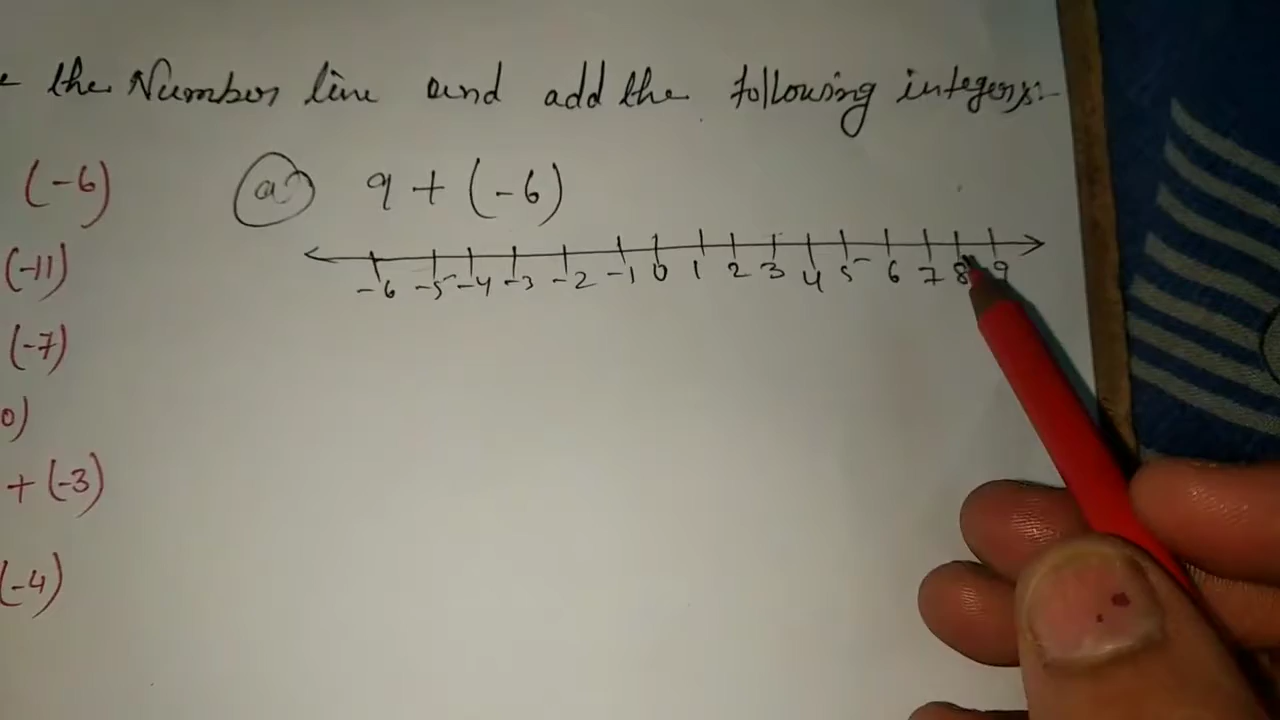 the Number line and add the following integers:-
(-6)
(a) 9 + (-6)
(-11)
-6 -5 -4 -3 -2 -1 0 1 2 3 4 5 6 7 8 9
(-7)
0)
+ (-3)
(-4)